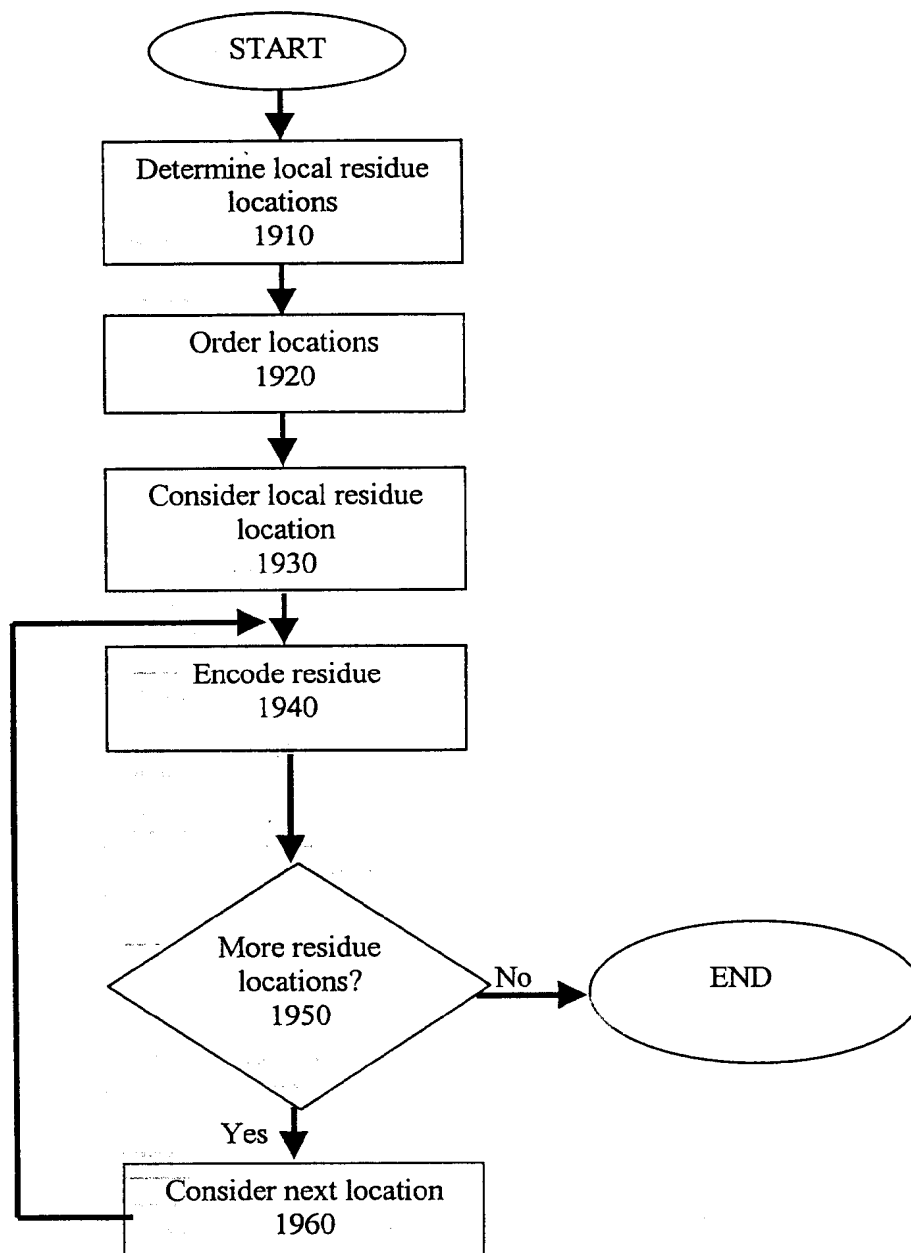 START
Determine local residue
locations
1910
Order locations
1920
Consider local residue
location
1930
Encode residue
1940
More residue
locations?
1950
No
END
Yes
Consider next location
1960